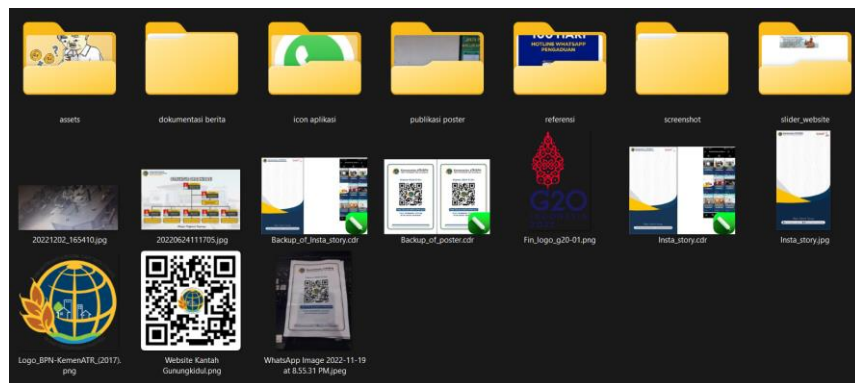 100 HARI
HOTLINE WHATSAPP
PENGADUAN
assets
dokumentasi berita
icon aplikasi
publikasi poster
referensi
screenshot
slider_website
G20
20221202_165410.jpg
20220624111705.jpg
Backup_of_Insta_story.cdr
Backup_of_poster.cdr
Fin_logo_g20-01.png
Insta_story.cdr
Insta_story.jpg
Logo_BPN-KemenATR_(2017).
png
Website Kantah
Gunungkidul.png
WhatsApp Image 2022-11-19
at 8.55.31 PM.jpeg